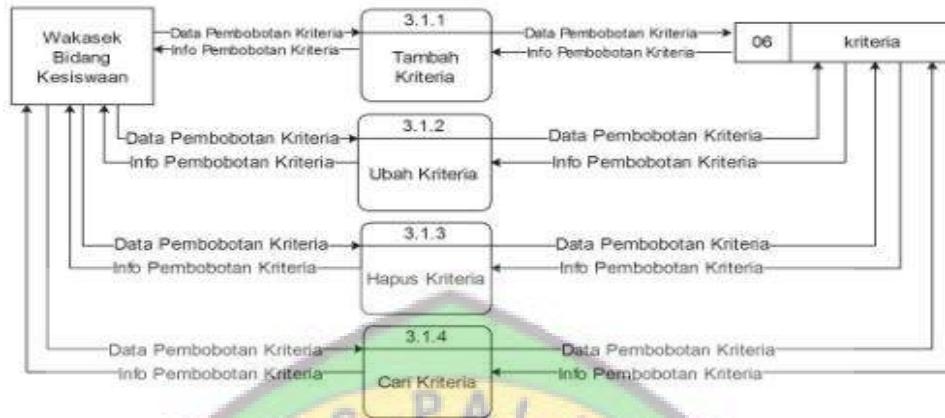 Wakasek
Bidang
Kesiswaan
Data Pembobotan Kriteria
Info Pembobotan Kriteria
3.1.1
Tambah
Kriteria
Data Pembobotan Kriteria
Info Pembobotan Kriteria
06
kriteria
Data Pembobotan Kriteria
Info Pembobotan Kriteria
3.1.2
Ubah Kriteria
Data Pembobotan Kriteria
Info Pembobotan Kriteria
Data Pembobotan Kriteria
Info Pembobotan Kriteria
3.1.3
Hapus Kriteria
Data Pembobotan Kriteria
Info Pembobotan Kriteria
Data Pembobotan Kriteria
Info Pembobotan Kriteria
3.1.4
Cari Kriteria
Data Pembobotan Kriteria
Info Pembobotan Kriteria